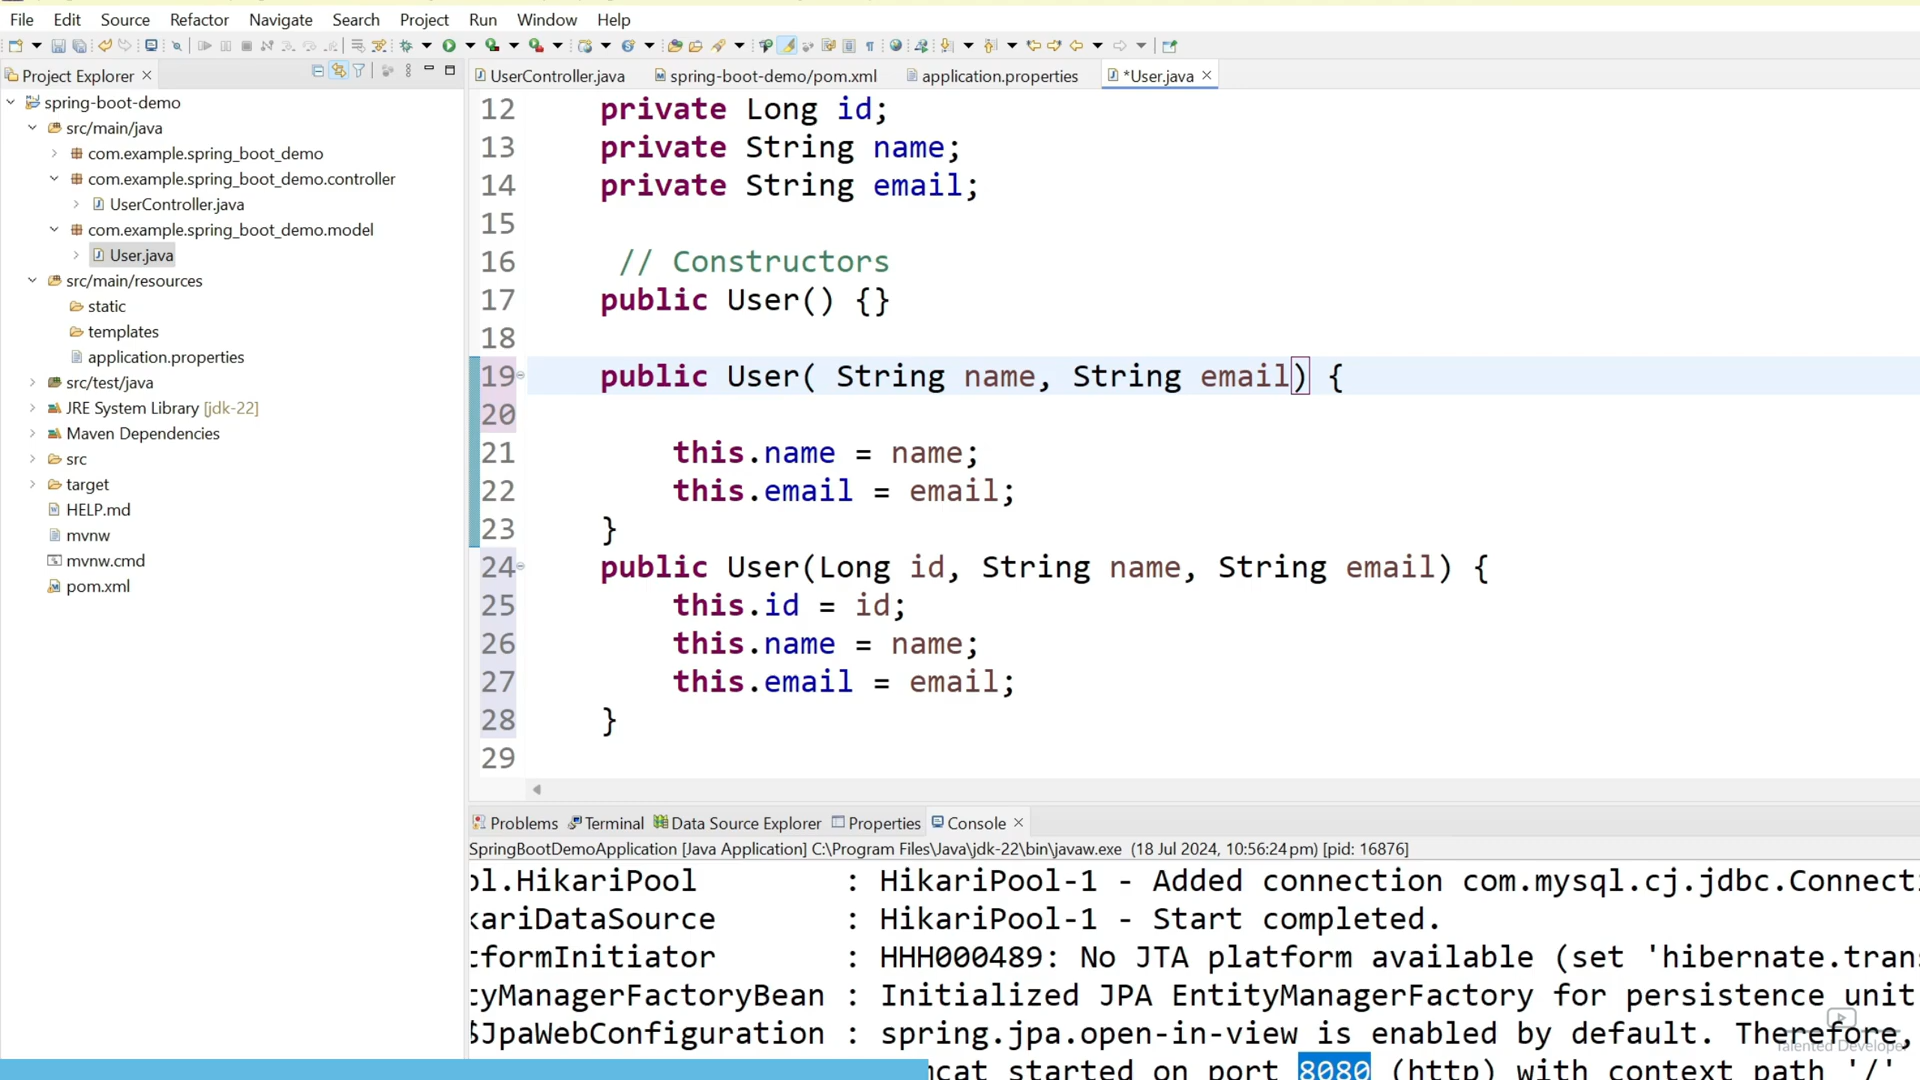 File Edit Source Refactor Navigate Search Project Run Window Help
Project Explorer
UserController.java spring-boot-demo/pom.xml application.properties *User.java
spring-boot-demo
src/main/java
com.example.spring_boot_demo
com.example.spring_boot_demo.controller
UserController.java
com.example.spring_boot_demo.model
User.java
src/main/resources
static
templates
application.properties
src/test/java
JRE System Library [jdk-22]
Maven Dependencies
src
target
HELP.md
mvnw
mvnw.cmd
pom.xml
12 private Long id;
13 private String name;
14 private String email;
15
16 // Constructors
17 public User() {}
18
19 public User( String name, String email) {
20
21 this.name = name;
22 this.email = email;
23 }
24 public User(Long id, String name, String email) {
25 this.id = id;
26 this.name = name;
27 this.email = email;
28 }
29
Problems Terminal Data Source Explorer Properties Console
SpringBootDemoApplication [Java Application] C:\Program Files\Java\jdk-22\bin\javaw.exe (18 Jul 2024, 10:56:24 pm) [pid: 16876]
ol.HikariPool : HikariPool-1 - Added connection com.mysql.cj.jdbc.Connecti
kariDataSource : HikariPool-1 - Start completed.
tformInitiator : HHH000489: No JTA platform available (set 'hibernate.trans
tyManagerFactoryBean : Initialized JPA EntityManagerFactory for persistence unit
$JpaWebConfiguration : spring.jpa.open-in-view is enabled by default. Therefore,
mcat started on port 8080 (http) with context path '/'
Talented Developer